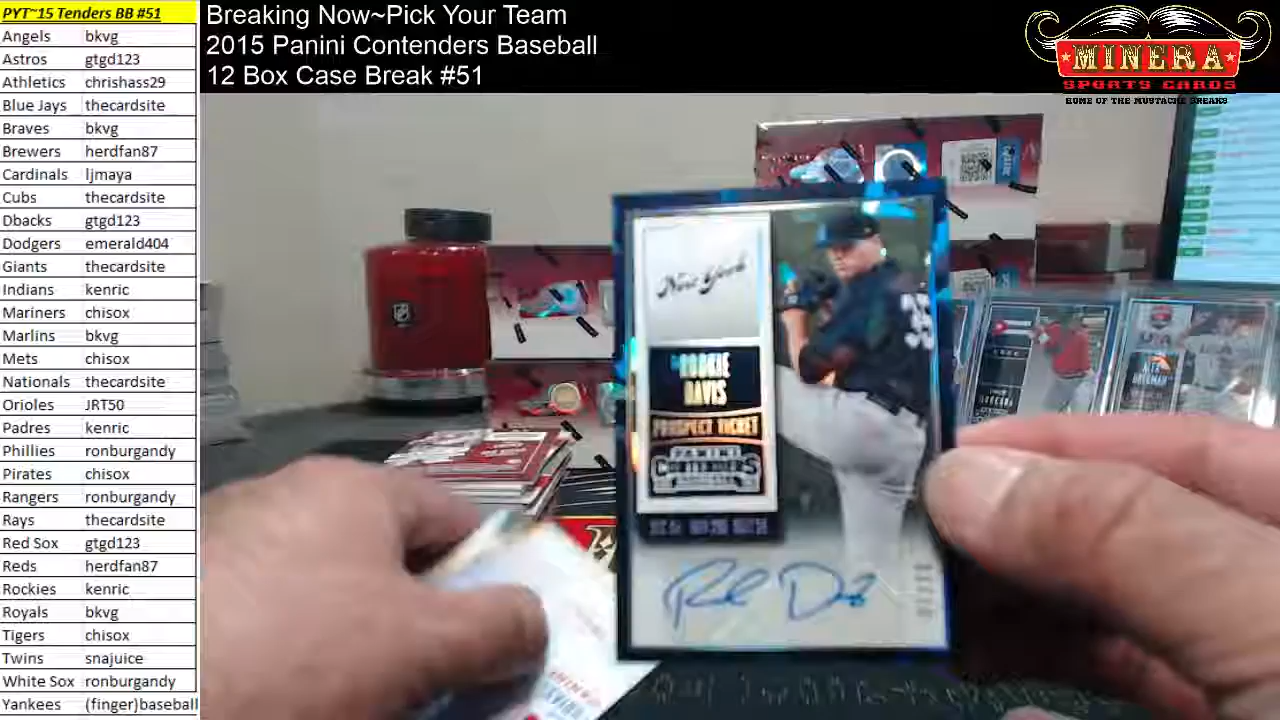 PYT~15 Tenders BB #51
Angels bkvg
Astros gtgd123
Athletics chrishass29
Blue Jays thecardsite
Braves bkvg
Brewers herdfan87
Cardinals ljmaya
Cubs thecardsite
Dbacks gtgd123
Dodgers emerald404
Giants thecardsite
Indians kenric
Mariners chisox
Marlins bkvg
Mets chisox
Nationals thecardsite
Orioles JRT50
Padres kenric
Phillies ronburgandy
Pirates chisox
Rangers ronburgandy
Rays thecardsite
Red Sox gtgd123
Reds herdfan87
Rockies kenric
Royals bkvg
Tigers chisox
Twins snajuice
White Sox ronburgandy
Yankees (finger)baseball
Breaking Now~Pick Your Team
2015 Panini Contenders Baseball
12 Box Case Break #51
MINERA
SPORTS CARDS
HOME OF THE MUSTACHE BREAKS
New York
ROOKIE
DAVIS
PROSPECT TICKET
PANINI
CONTENDERS